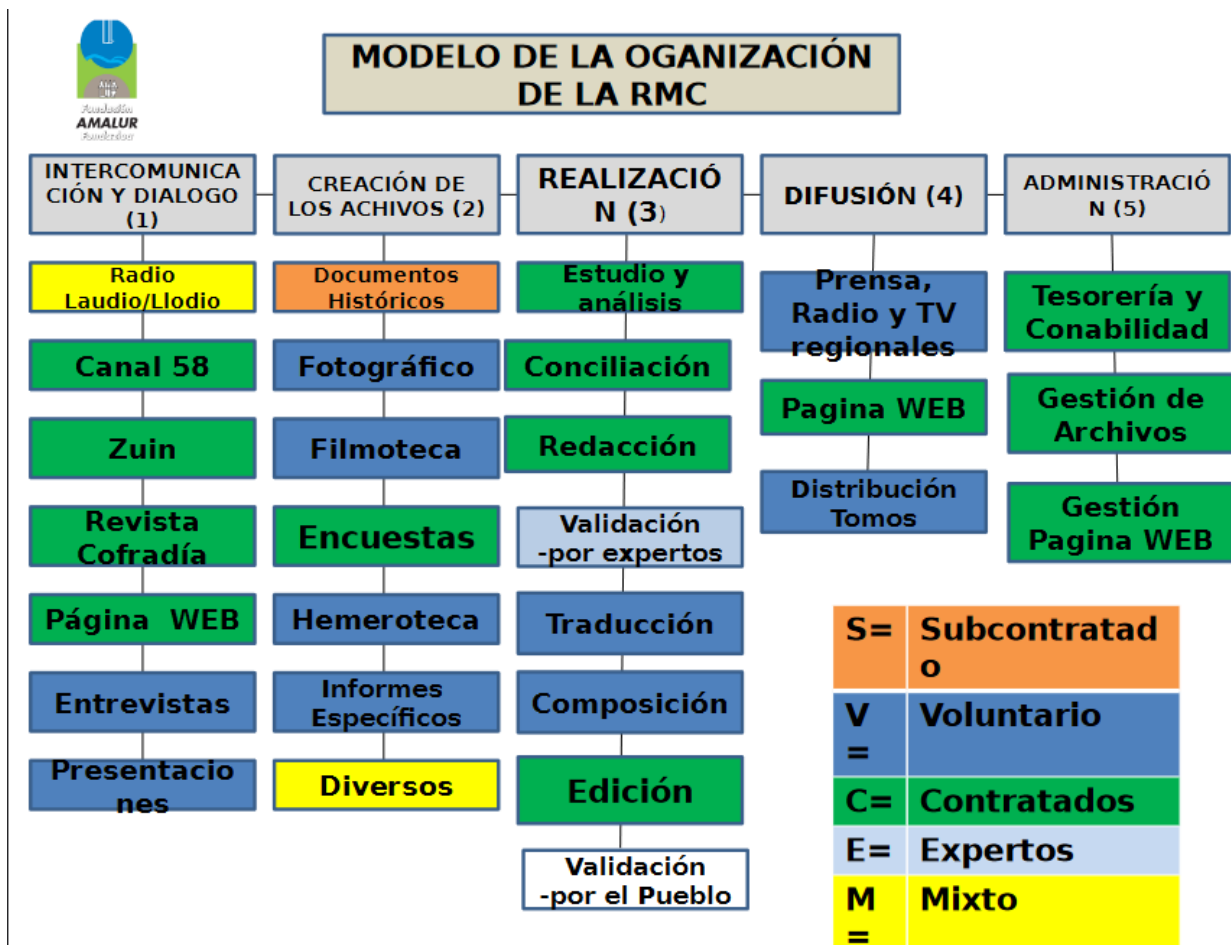 Fundación
AMALUR
Fundazioa
MODELO DE LA OGANIZACIÓN
DE LA RMC
INTERCOMUNICA
CIÓN Y DIALOGO
(1)
CREACIÓN DE
LOS ACHIVOS (2)
REALIZACIÓ
N (3)
DIFUSIÓN (4)
ADMINISTRACIÓ
N (5)
Radio
Laudio/Llodio
Canal 58
Zuin
Revista
Cofradía
Página WEB
Entrevistas
Presentacio
nes
Documentos
Históricos
Fotográfico
Filmoteca
Encuestas
Hemeroteca
Informes
Específicos
Diversos
Estudio y
análisis
Conciliación
Redacción
Validación
-por expertos
Traducción
Composición
Edición
Validación
-por el Pueblo
Prensa,
Radio y TV
regionales
Pagina WEB
Distribución
Tomos
Tesorería y
Conabilidad
Gestión de
Archivos
Gestión
Pagina WEB
S= Subcontratad
o
V Voluntario
=
C= Contratados
E= Expertos
M Mixto
=